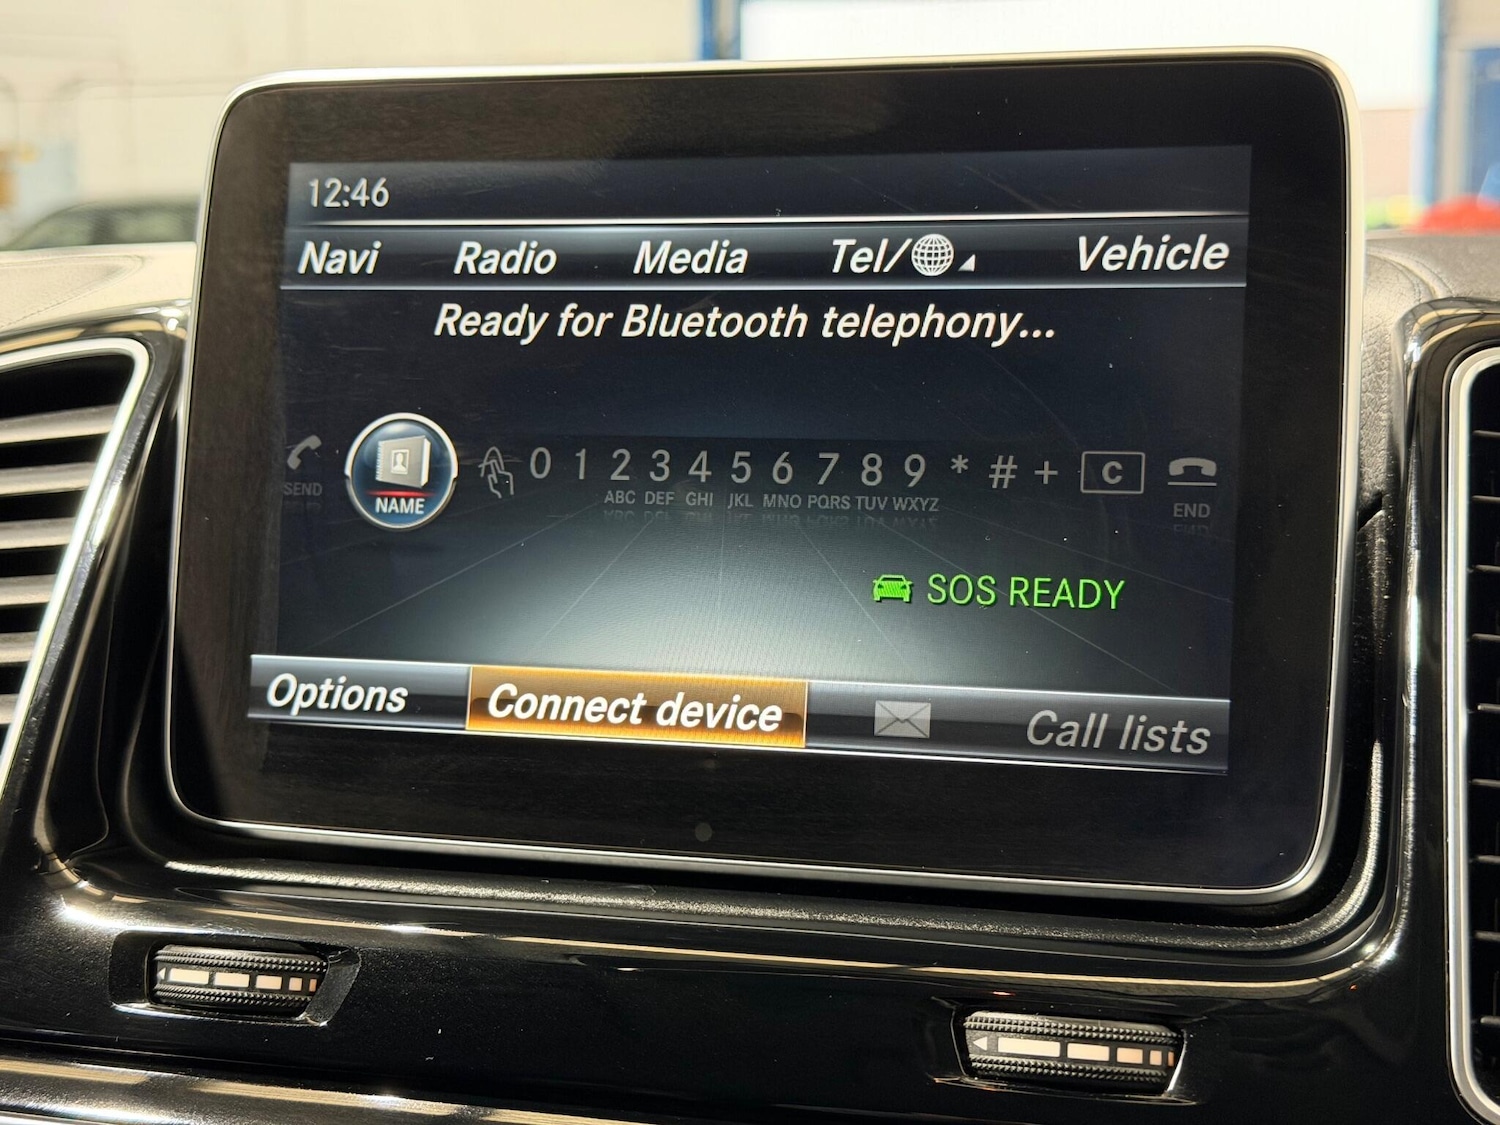 12:46
Navi Radio Media Tel/ Vehicle
Ready for Bluetooth telephony...
SEND NAME 0 1 2 3 4 5 6 7 8 9 * # + C END
ABC DEF GHI JKL MNO PQRS TUV WXYZ
SOS READY
Options Connect device Call lists